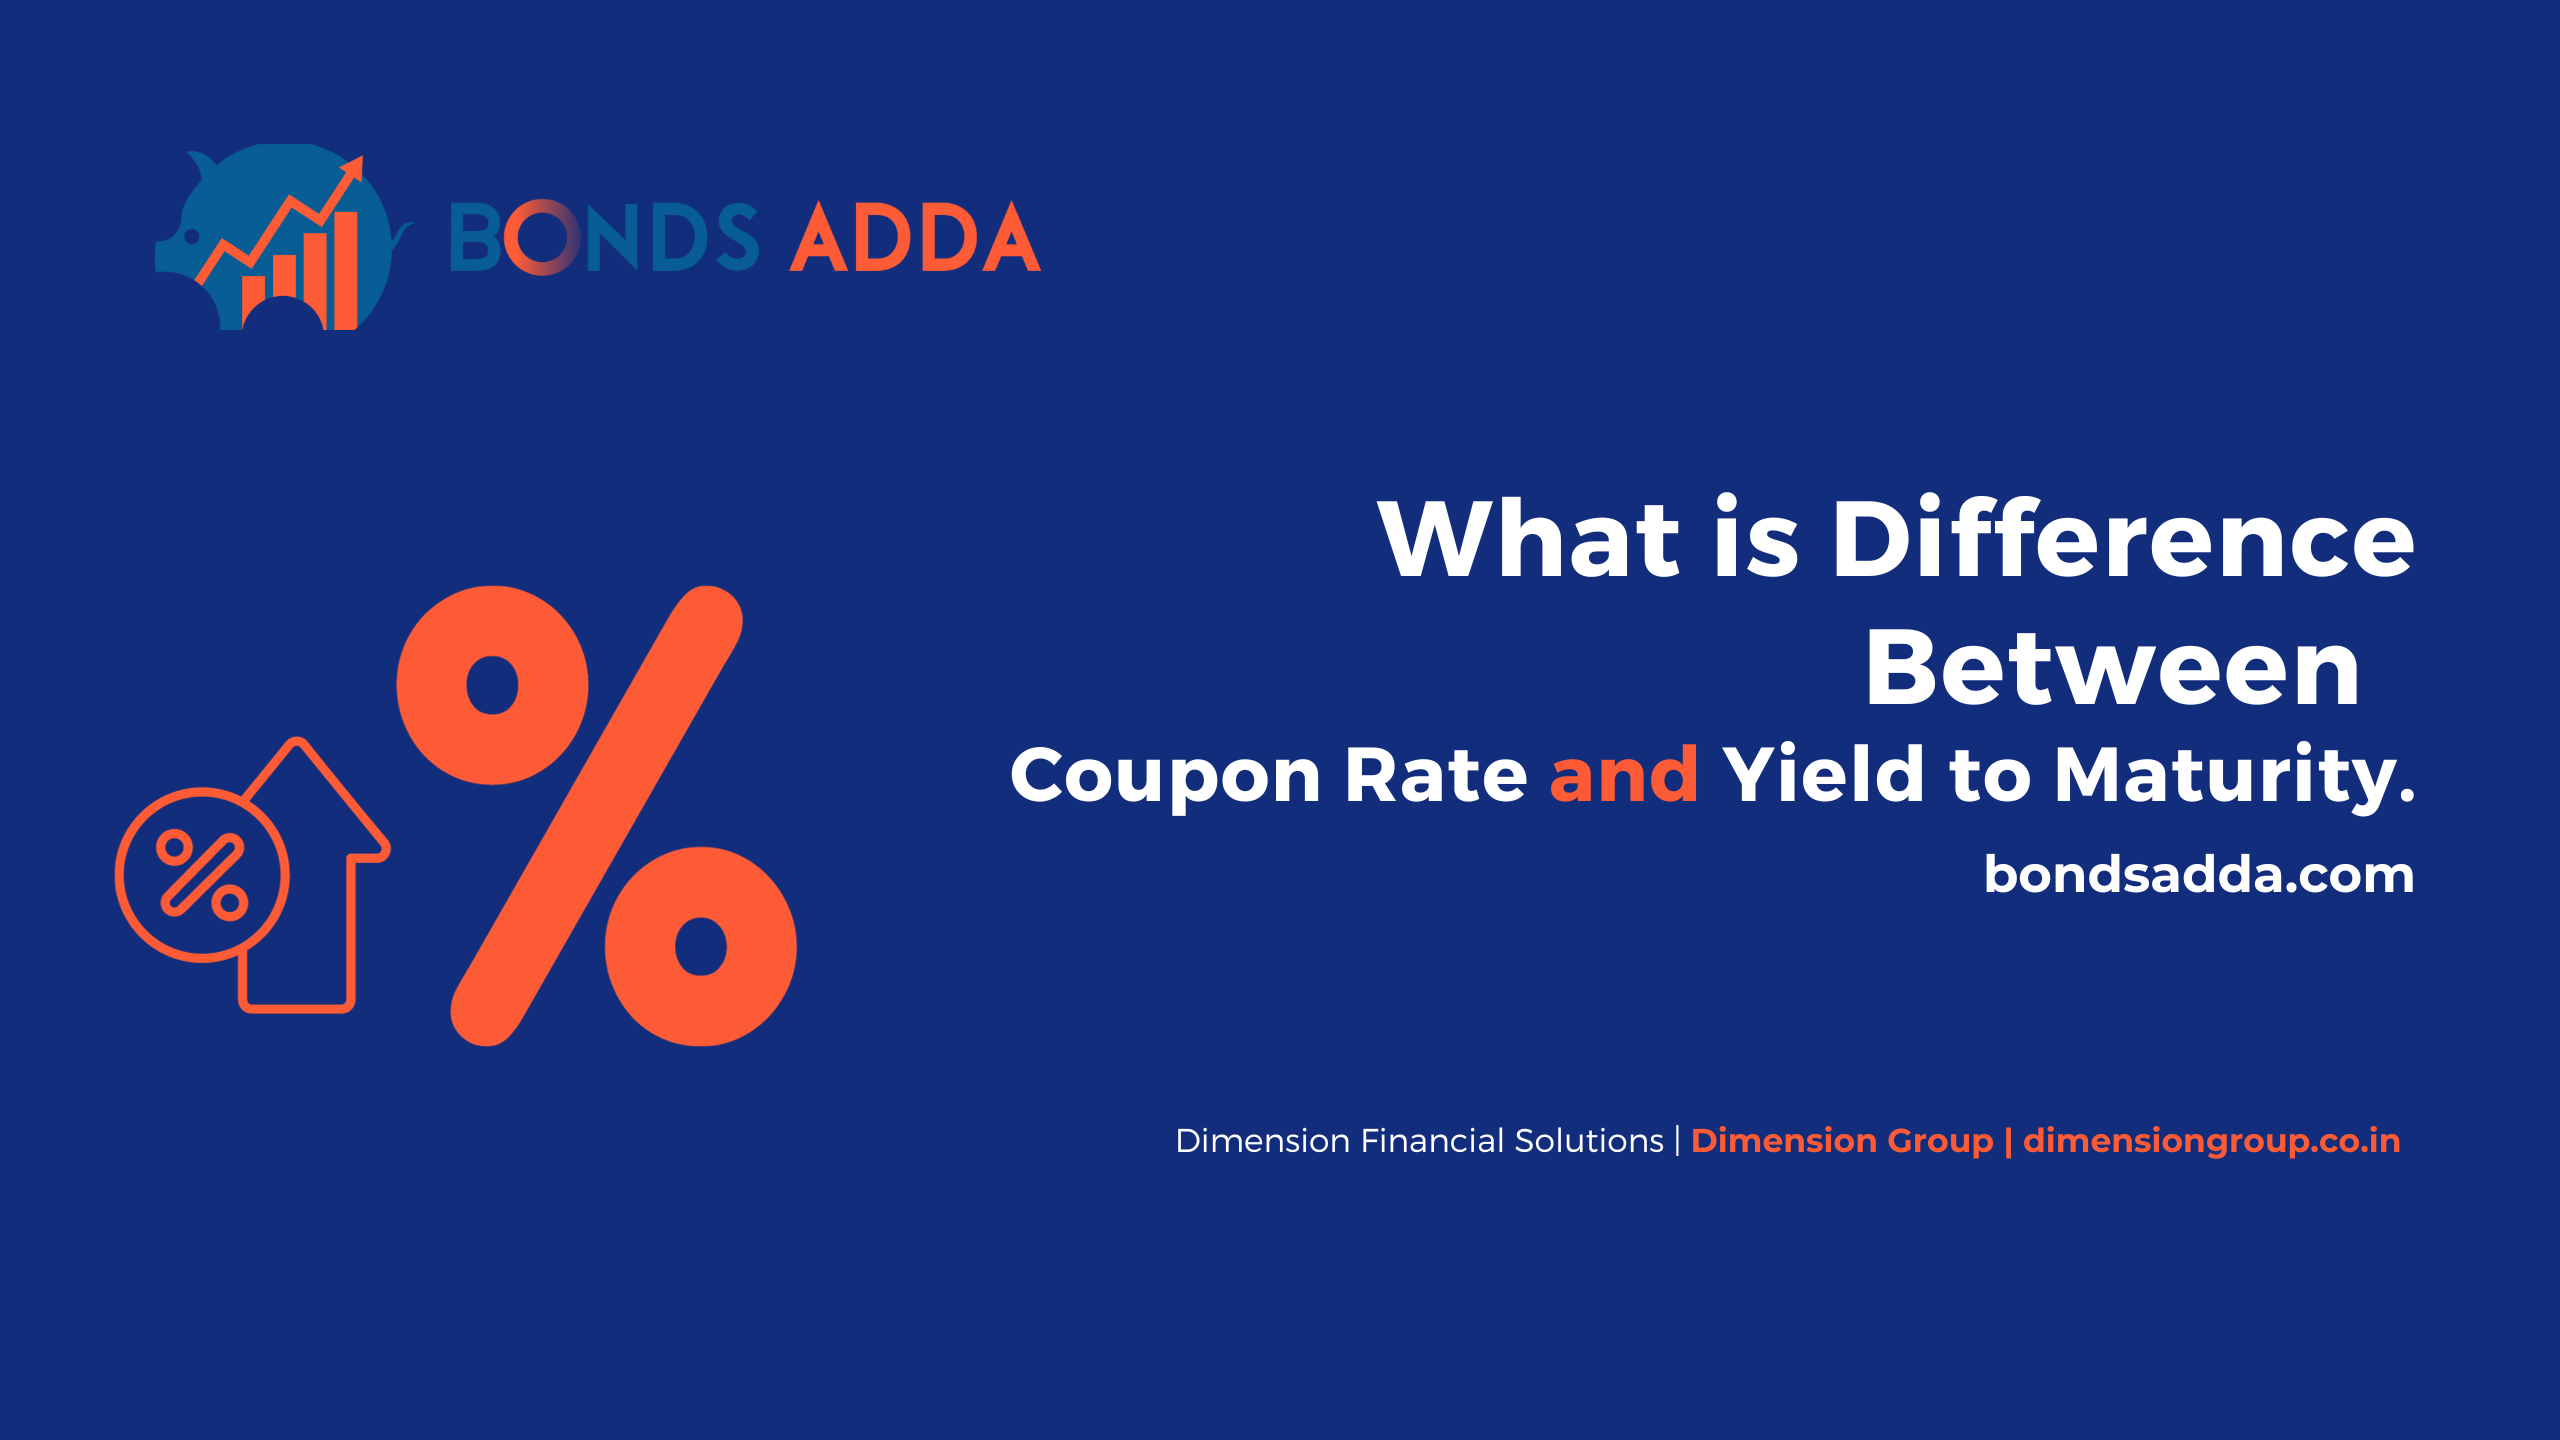 BONDS ADDA
What is Difference
Between
Coupon Rate and Yield to Maturity.
bondsadda.com
Dimension Financial Solutions | Dimension Group | dimensiongroup.co.in